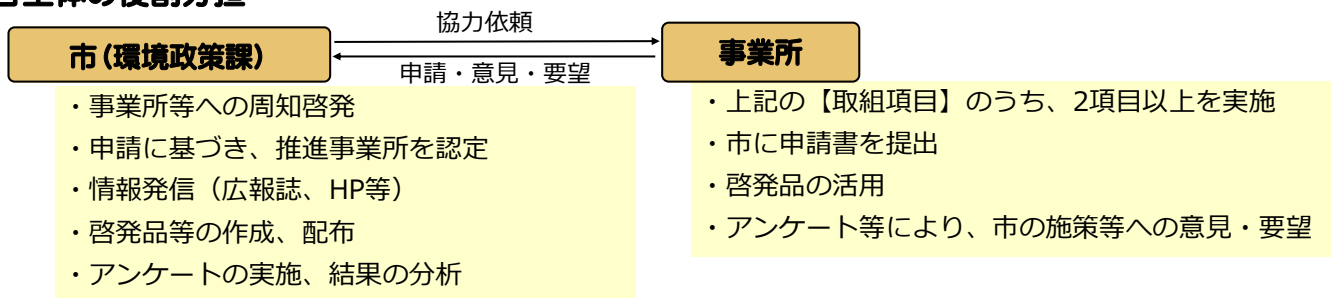 協力依頼
市（環境政策課）
事業所
申請・意見・要望
・事業所等への周知啓発
・申請に基づき、推進事業所を認定
・情報発信（広報誌、HP等）
・啓発品等の作成、配布
・アンケートの実施、結果の分析
・上記の【取組項目】のうち、2項目以上を実施
・市に申請書を提出
・啓発品の活用
・アンケート等により、市の施策等への意見・要望